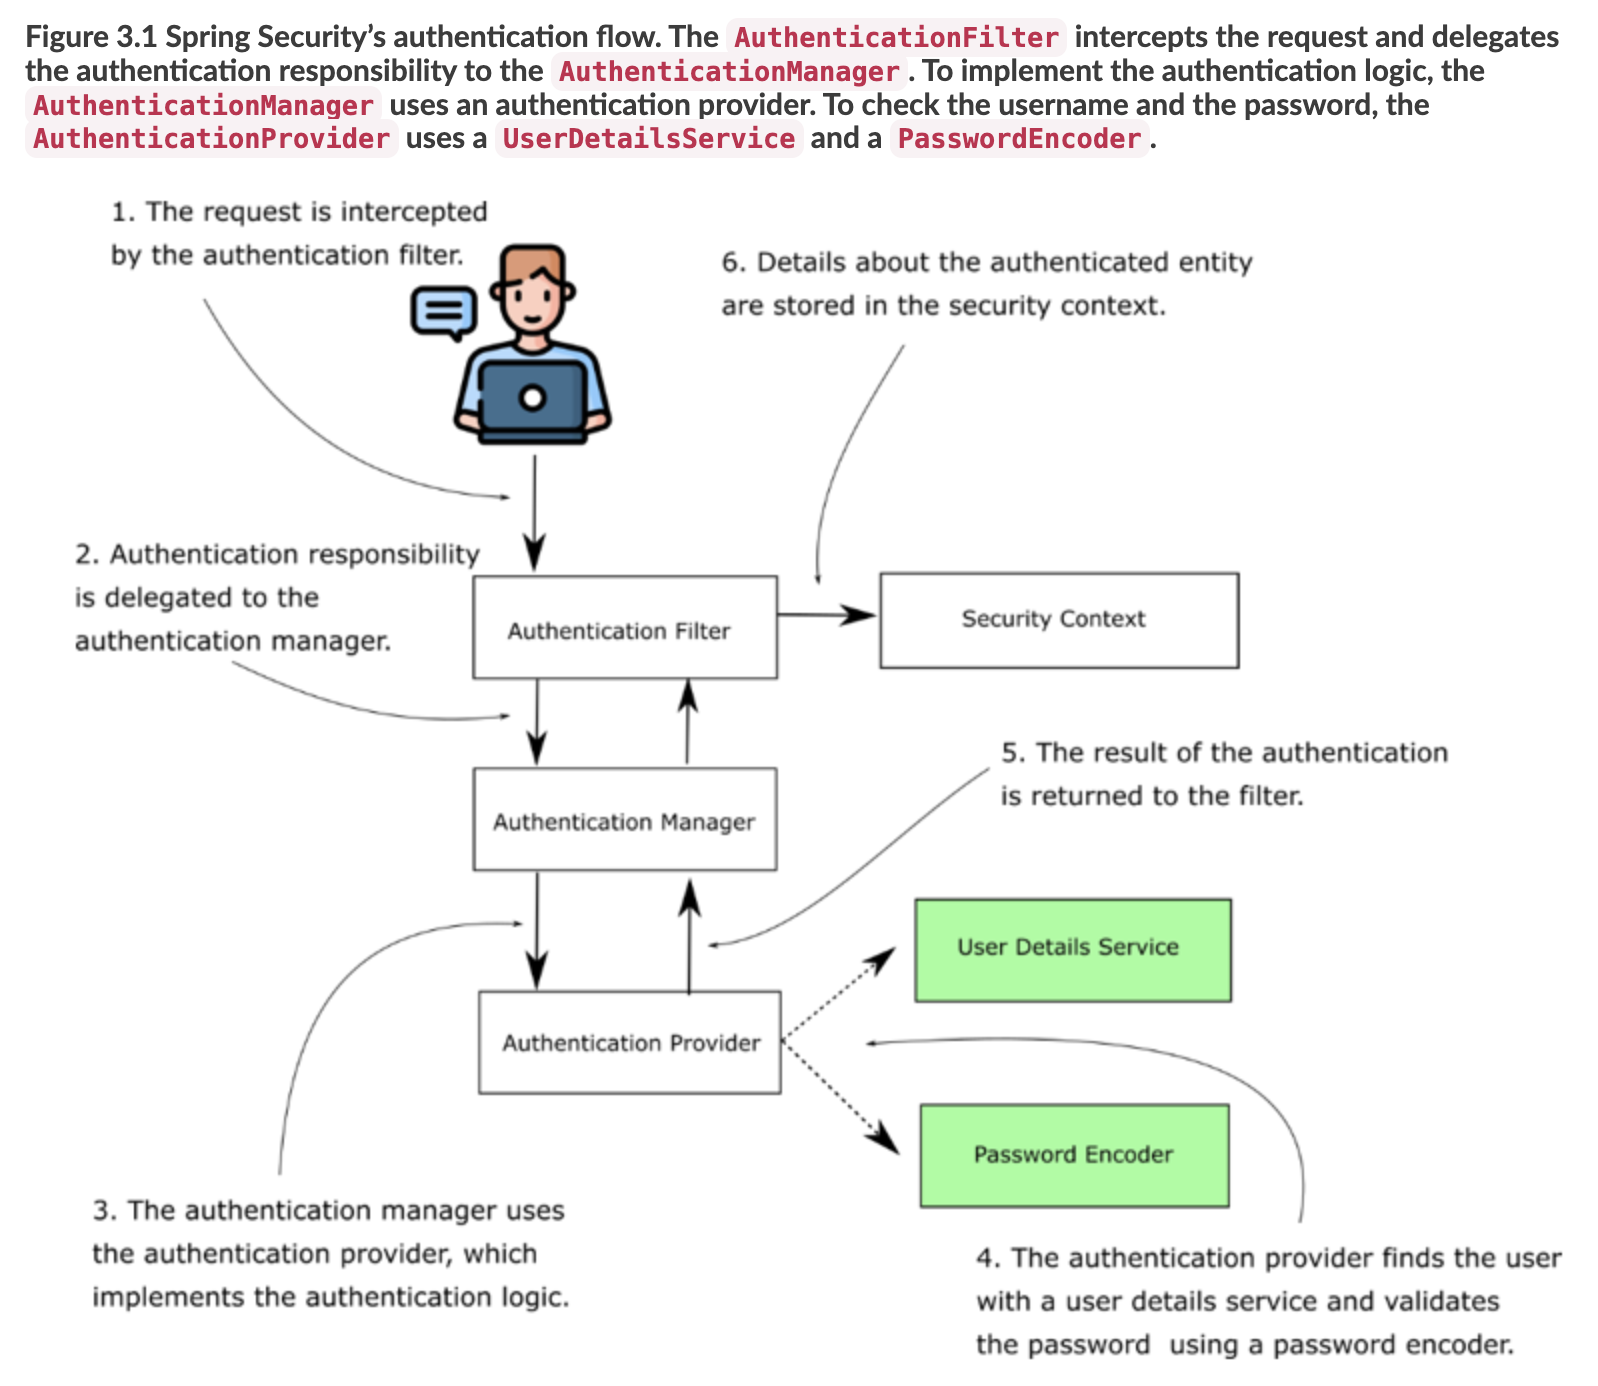 Figure 3.1 Spring Security’s authentication flow. The AuthenticationFilter intercepts the request and delegates
the authentication responsibility to the AuthenticationManager. To implement the authentication logic, the
AuthenticationManager uses an authentication provider. To check the username and the password, the
AuthenticationProvider uses a UserDetailsService and a PasswordEncoder.
1. The request is intercepted
by the authentication filter.
6. Details about the authenticated entity
are stored in the security context.
2. Authentication responsibility
is delegated to the
authentication manager.
Authentication Filter
Security Context
5. The result of the authentication
is returned to the filter.
Authentication Manager
User Details Service
Authentication Provider
Password Encoder
3. The authentication manager uses
the authentication provider, which
implements the authentication logic.
4. The authentication provider finds the user
with a user details service and validates
the password using a password encoder.